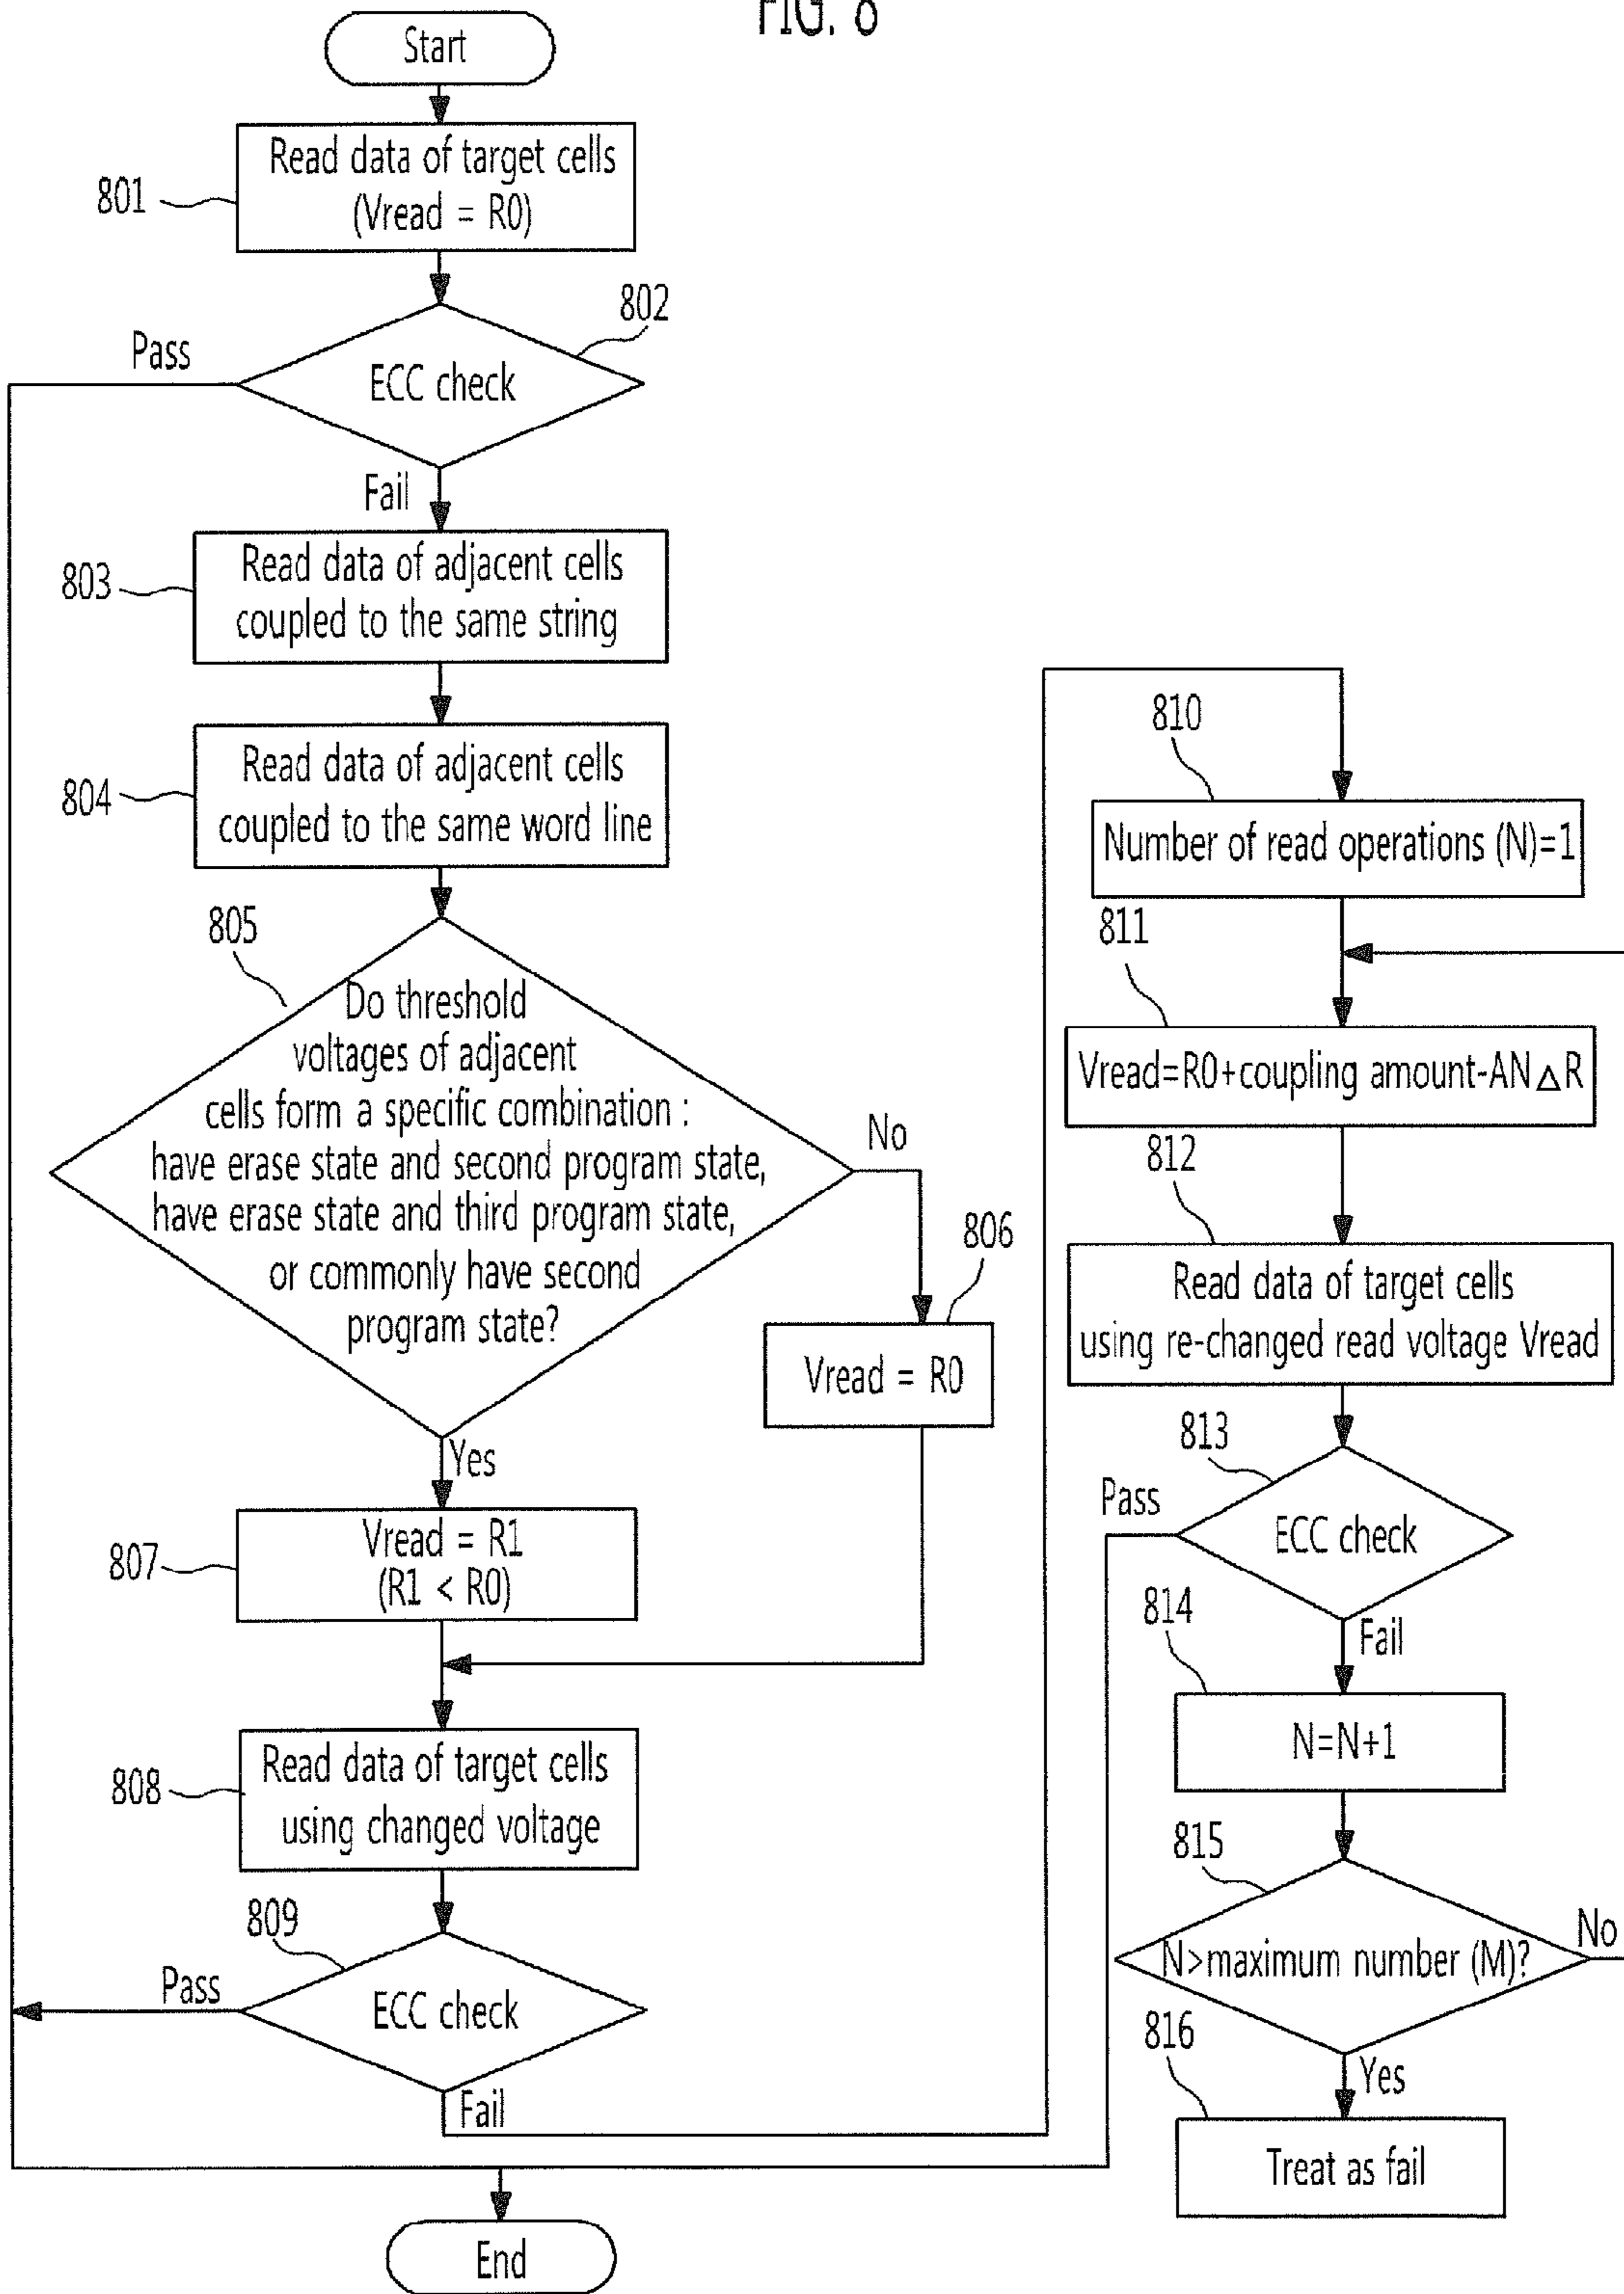 FIG. 8
Start
801
Read data of target cells
(Vread = R0)
802
Pass
ECC check
Fail
803
Read data of adjacent cells
coupled to the same string
804
Read data of adjacent cells
coupled to the same word line
805
Do threshold
voltages of adjacent
cells form a specific combination :
have erase state and second program state,
have erase state and third program state,
or commonly have second
program state?
No
806
Vread = R0
Yes
807
Vread = R1
(R1 < R0)
808
Read data of target cells
using changed voltage
809
Pass
ECC check
Fail
810
Number of read operations (N)=1
811
Vread=R0+coupling amount-AN△R
812
Read data of target cells
using re-changed read voltage Vread
813
Pass
ECC check
814
Fail
N=N+1
815
N>maximum number (M)?
No
816
Yes
Treat as fail
End